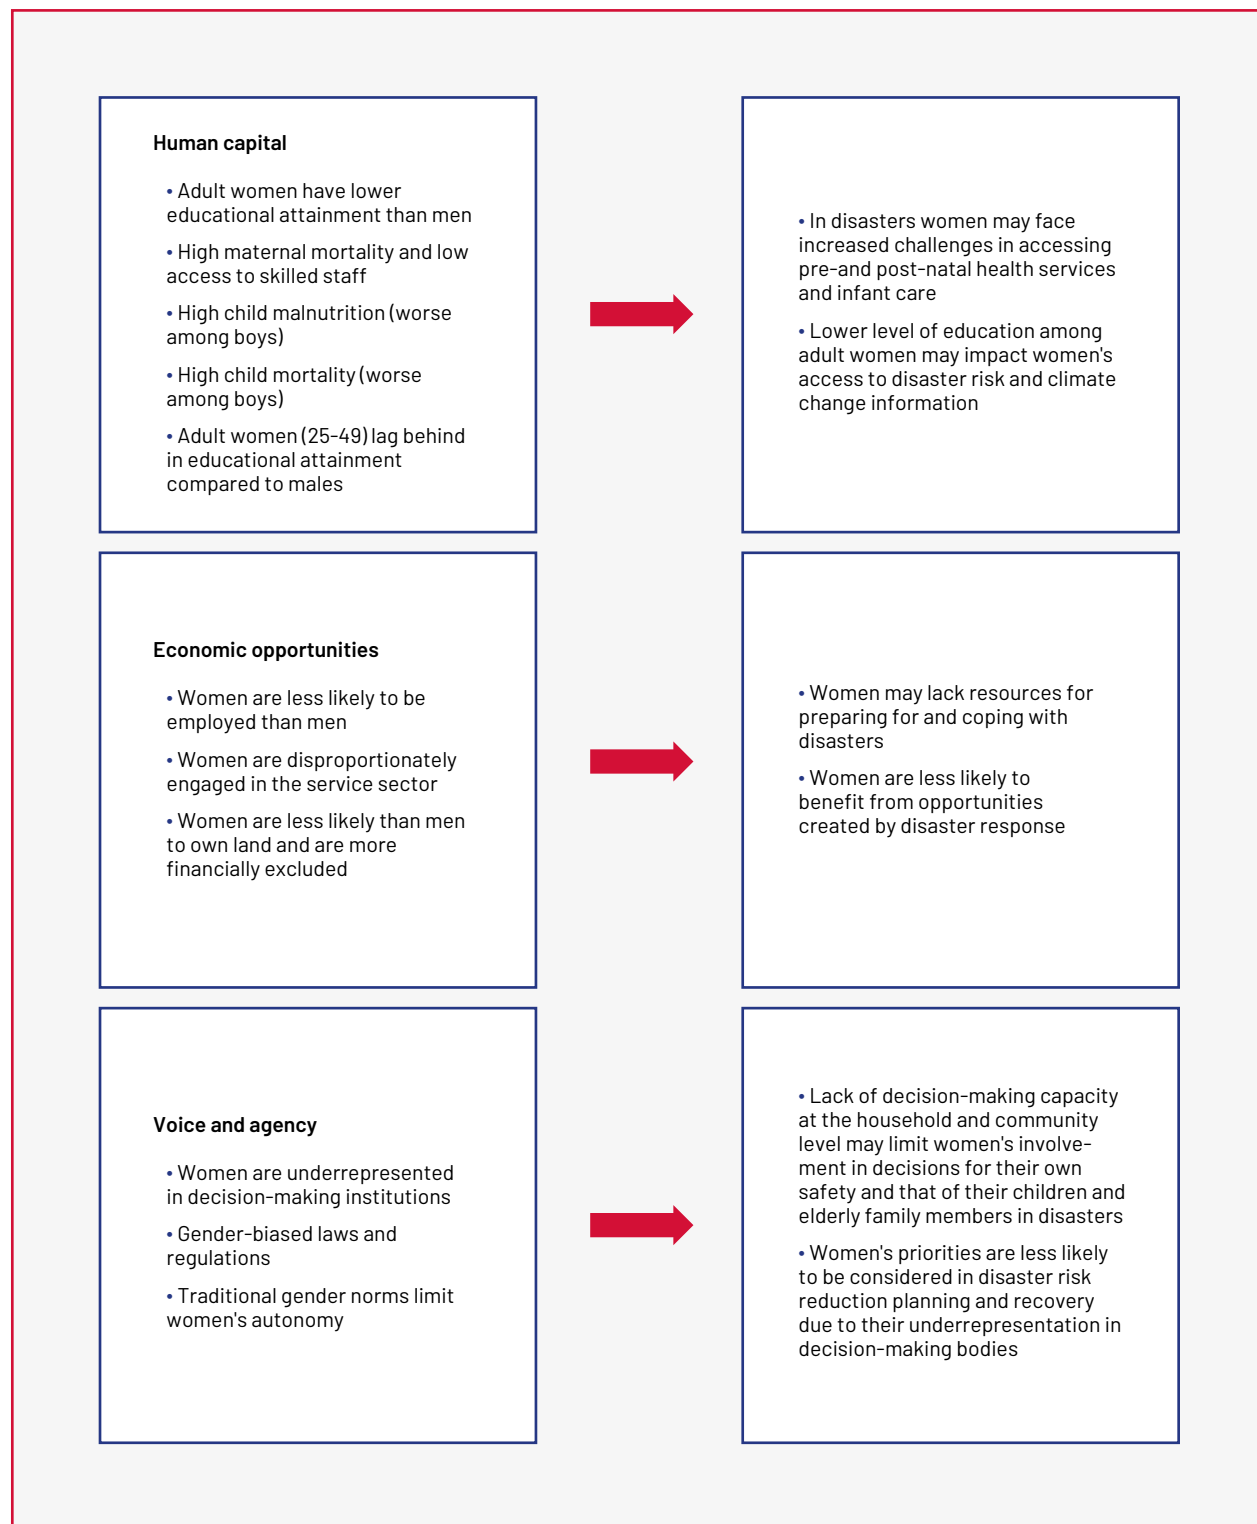 Human capital
• Adult women have lower
educational attainment than men
• High maternal mortality and low
access to skilled staff
• High child malnutrition (worse
among boys)
• High child mortality (worse
among boys)
• Adult women (25-49) lag behind
in educational attainment
compared to males
• In disasters women may face
increased challenges in accessing
pre-and post-natal health services
and infant care
• Lower level of education among
adult women may impact women's
access to disaster risk and climate
change information
Economic opportunities
• Women are less likely to be
employed than men
• Women are disproportionately
engaged in the service sector
• Women are less likely than men
to own land and are more
financially excluded
• Women may lack resources for
preparing for and coping with
disasters
• Women are less likely to
benefit from opportunities
created by disaster response
Voice and agency
• Women are underrepresented
in decision-making institutions
• Gender-biased laws and
regulations
• Traditional gender norms limit
women's autonomy
• Lack of decision-making capacity
at the household and community
level may limit women's involve-
ment in decisions for their own
safety and that of their children and
elderly family members in disasters
• Women's priorities are less likely
to be considered in disaster risk
reduction planning and recovery
due to their underrepresentation in
decision-making bodies